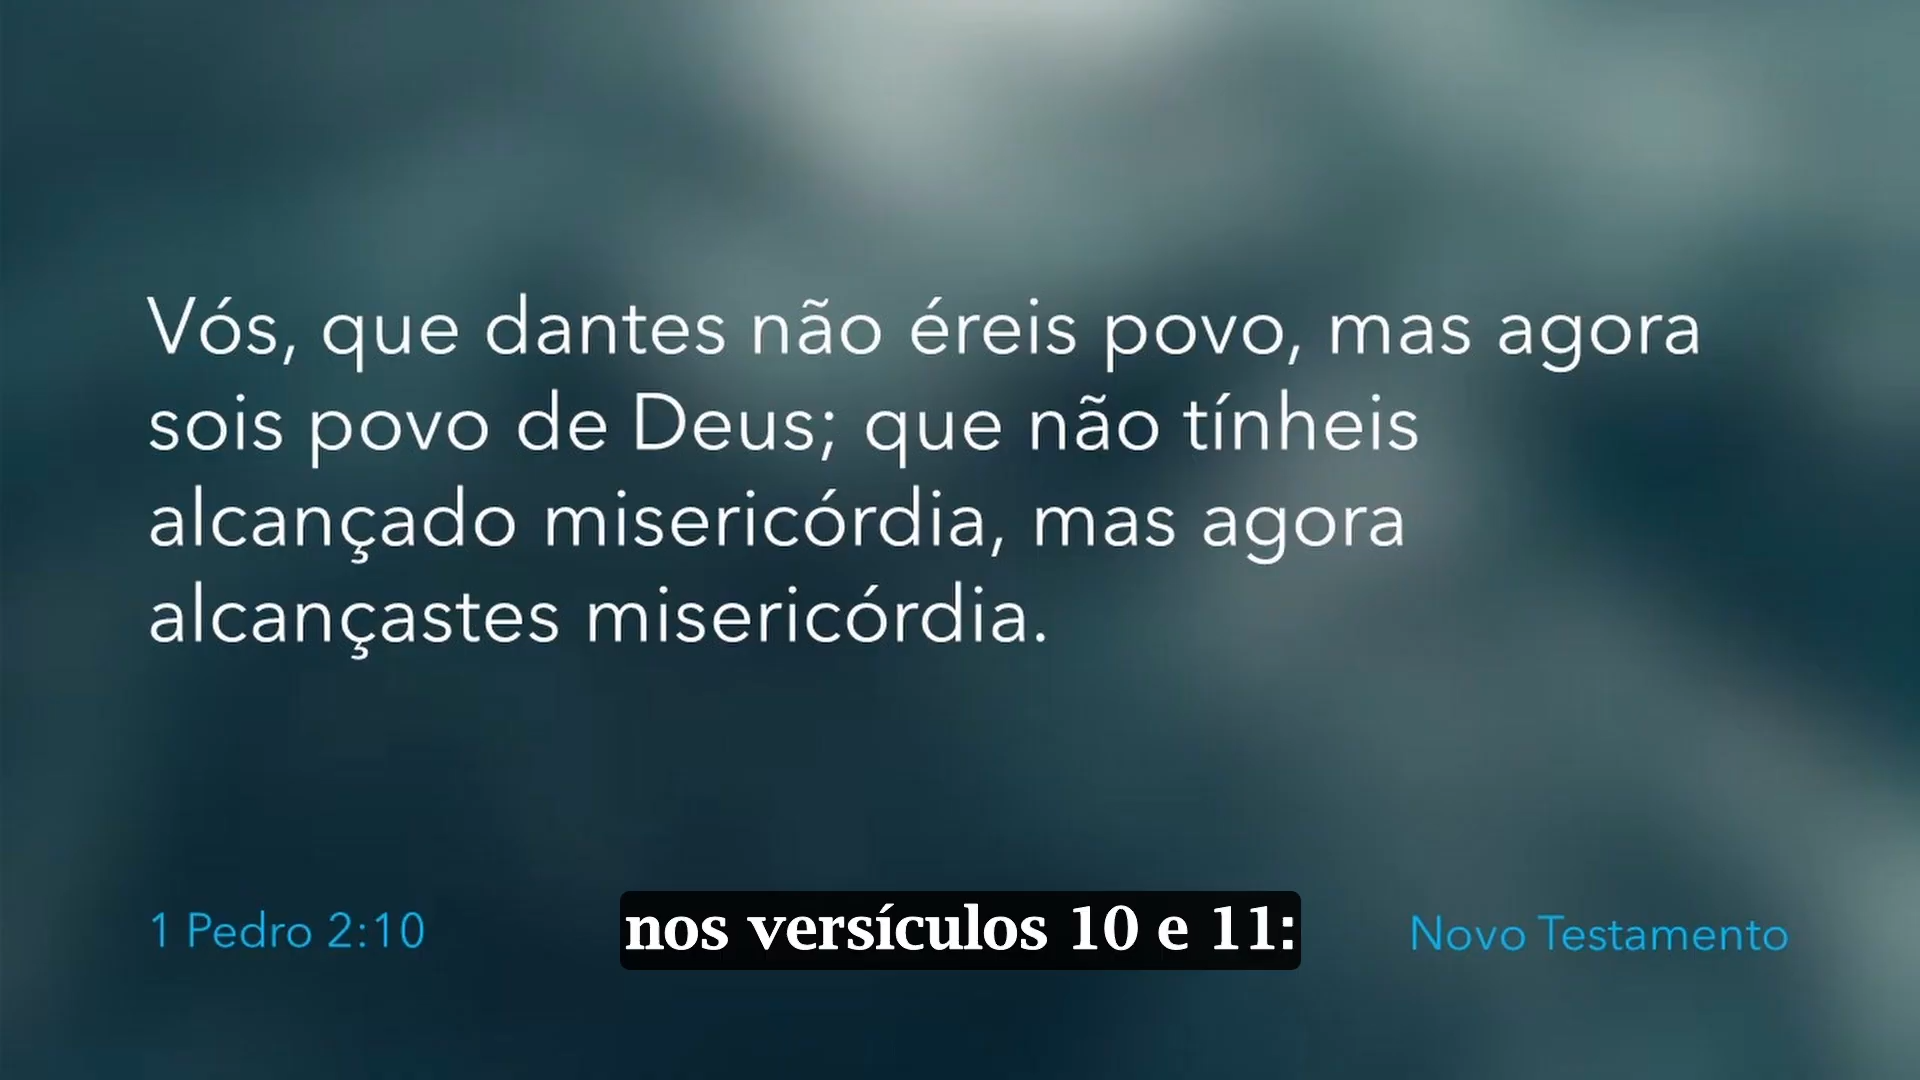 Vós, que dantes não éreis povo, mas agora
sois povo de Deus; que não tínheis
alcançado misericórdia, mas agora
alcançastes misericórdia.
1 Pedro 2:10
nos versículos 10 e 11:
Novo Testamento